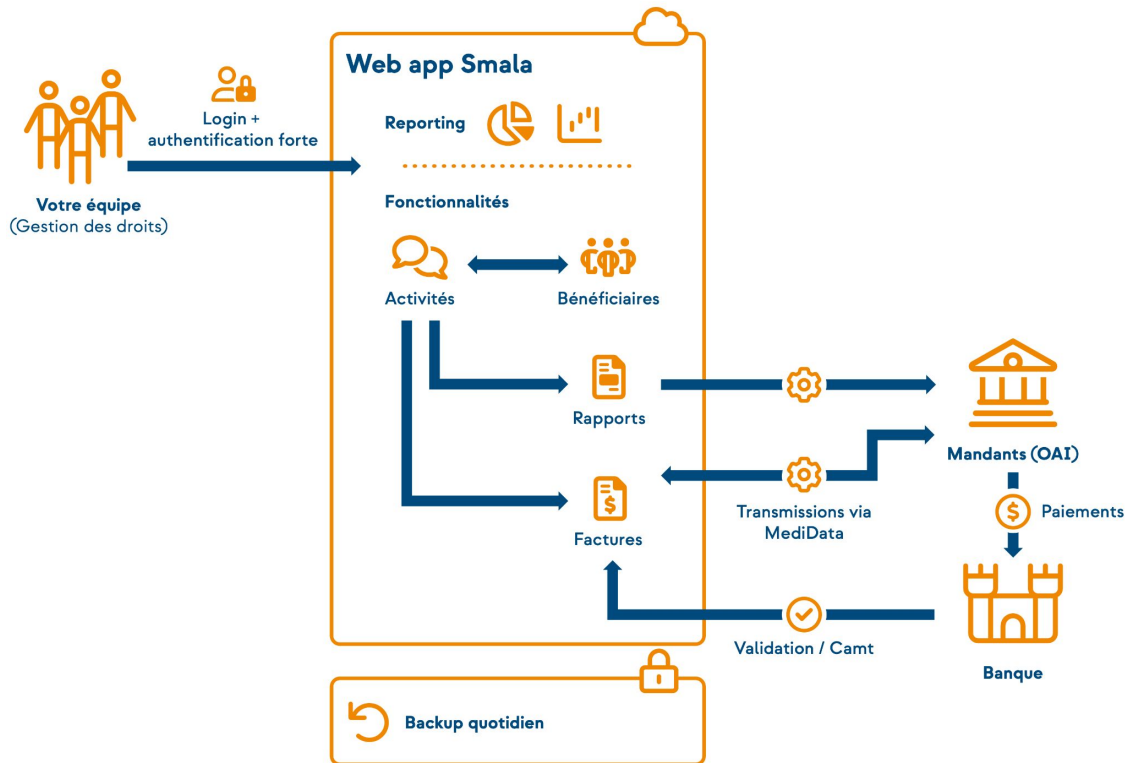 Web app Smala
Login +
authentification forte
Reporting
Votre équipe
(Gestion des droits)
Fonctionnalités
Activités
Bénéficiaires
Rapports
Mandants (OAI)
Transmissions via
MediData
$
Paiements
$
Factures
Validation / Camt
Banque
Backup quotidien